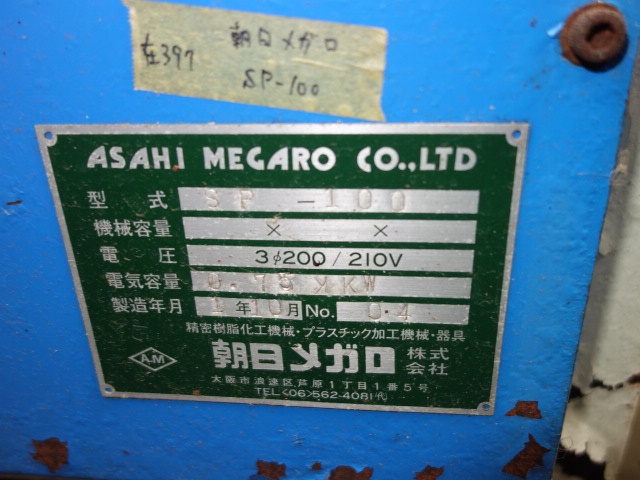 朝日メガロ
在397
SP-100
ASAHI MEGARO CO.,LTD
型式 SP-100
機械容量 × ×
電圧 3φ200/210V
電気容量 0.75 KW
製造年月 1年10月 No. 0.4
精密樹脂化工機械・プラスチック加工機械・器具
A.M 朝日メガロ 株式会社
大阪市浪速区芦原1丁目1番5号
TEL<06>562-4081(代)